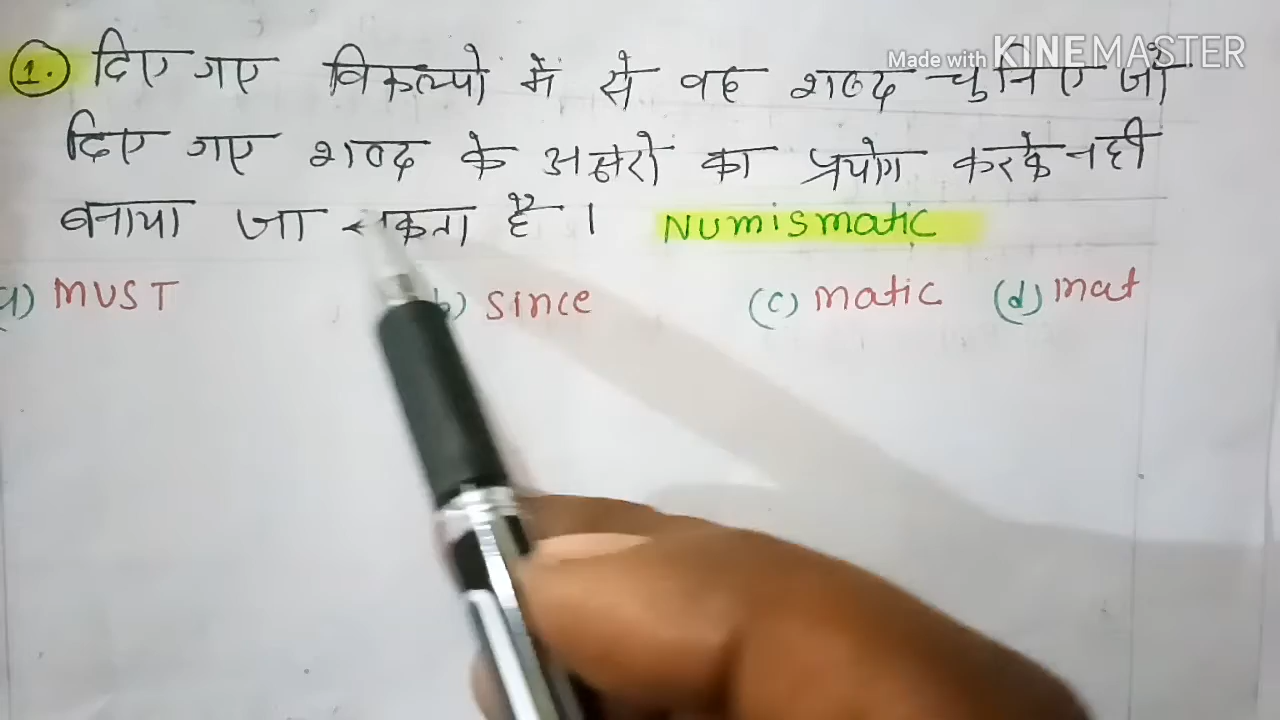 Made with KINEMASTER
1. दिए गए विकल्पो में से वह शब्द चुनिए जो
दिए गए शब्द के अक्षरों का प्रयोग करके नही
बनाया जा सकता है । Numismatic
a) MUST b) since (c) matic (d) mat